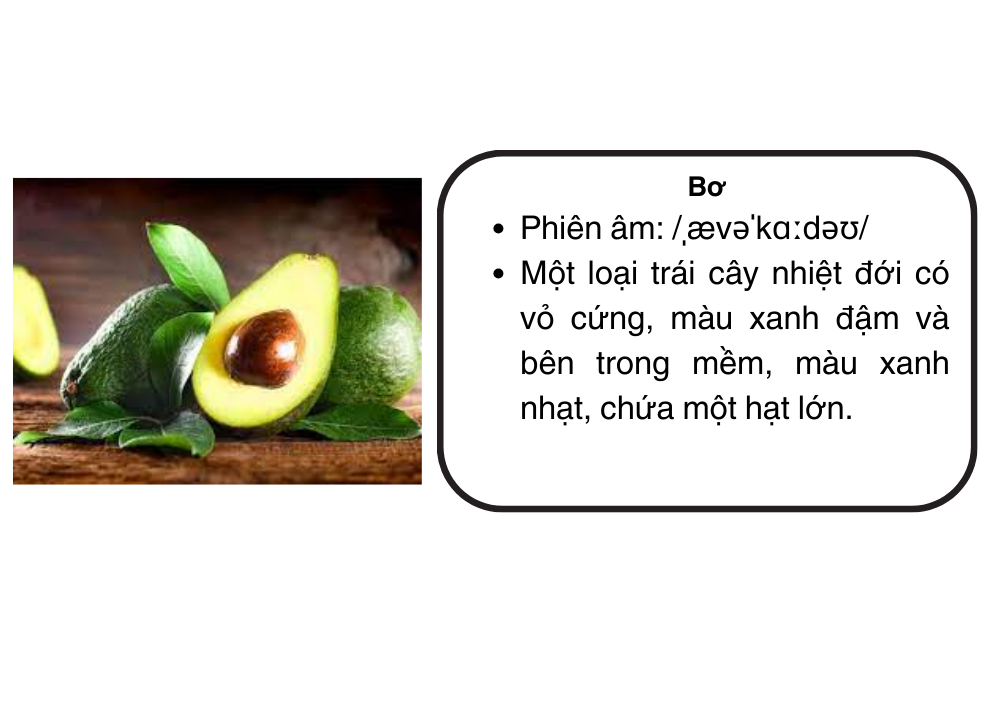 Bơ
• Phiên âm: /ˌævəˈkɑːdəʊ/
• Một loại trái cây nhiệt đới có
vỏ cứng, màu xanh đậm và
bên trong mềm, màu xanh
nhạt, chứa một hạt lớn.